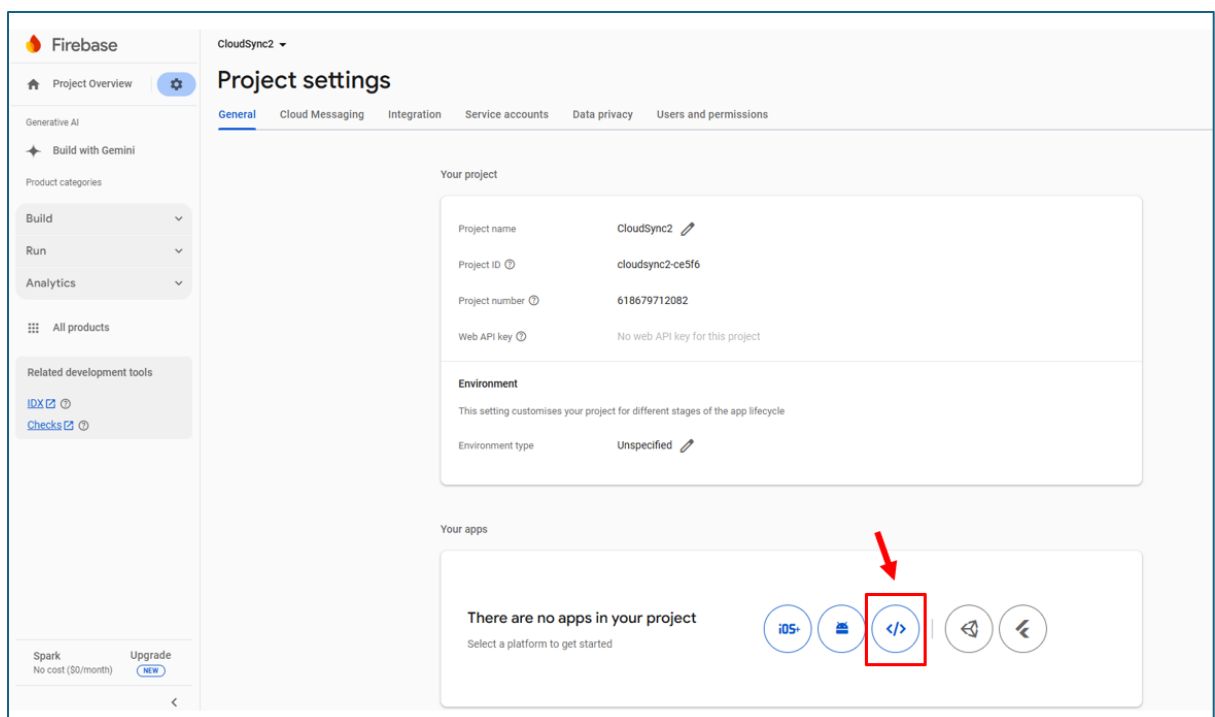 Firebase
CloudSync2
Project Overview
Project settings
General Cloud Messaging Integration Service accounts Data privacy Users and permissions
Generative AI
Build with Gemini
Product categories
Build
Run
Analytics
All products
Related development tools
IDX
Checks
Spark Upgrade
No cost ($0/month) NEW
Your project
Project name CloudSync2
Project ID cloudsync2-ce5f6
Project number 618679712082
Web API key No web API key for this project
Environment
This setting customises your project for different stages of the app lifecycle
Environment type Unspecified
Your apps
There are no apps in your project
Select a platform to get started
iOS+ </>